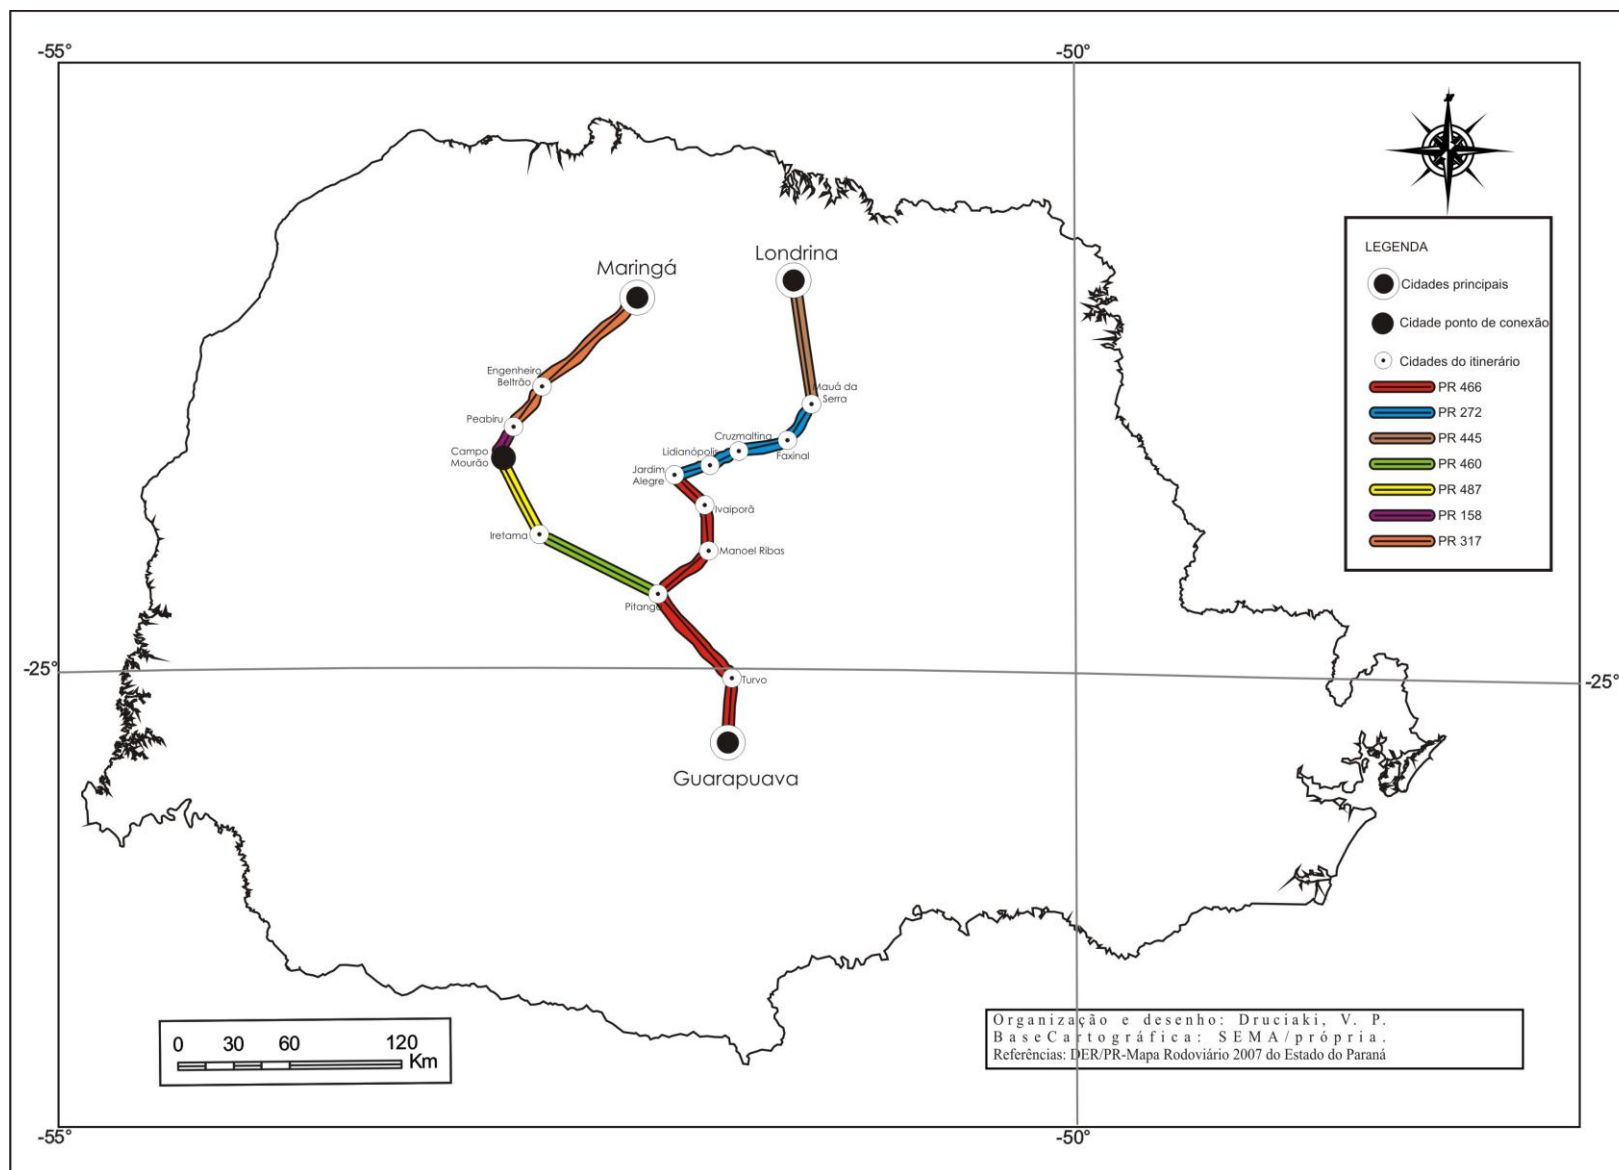 -55°
-50°
Londrina
Maringá
LEGENDA
Cidades principais
Cidade ponto de conexão
Cidades do itinerário
PR 466
PR 272
PR 445
PR 460
PR 487
PR 158
PR 317
Engenheiro
Beltrão
Mauá da
Serra
Peabiru
Cruzmaltina
Campo
Mourão
Lidianópolis
Faxinal
Jardim
Alegre
Ivaiporã
Iretama
Manoel Ribas
Pitanga
-25°
Turvo
-25°
Guarapuava
0 30 60 120
Km
Organização e desenho: Druciaki, V. P.
BaseCartográfica: SEMA/própria.
Referências: DER/PR-Mapa Rodoviário 2007 do Estado do Paraná
-55°
-50°